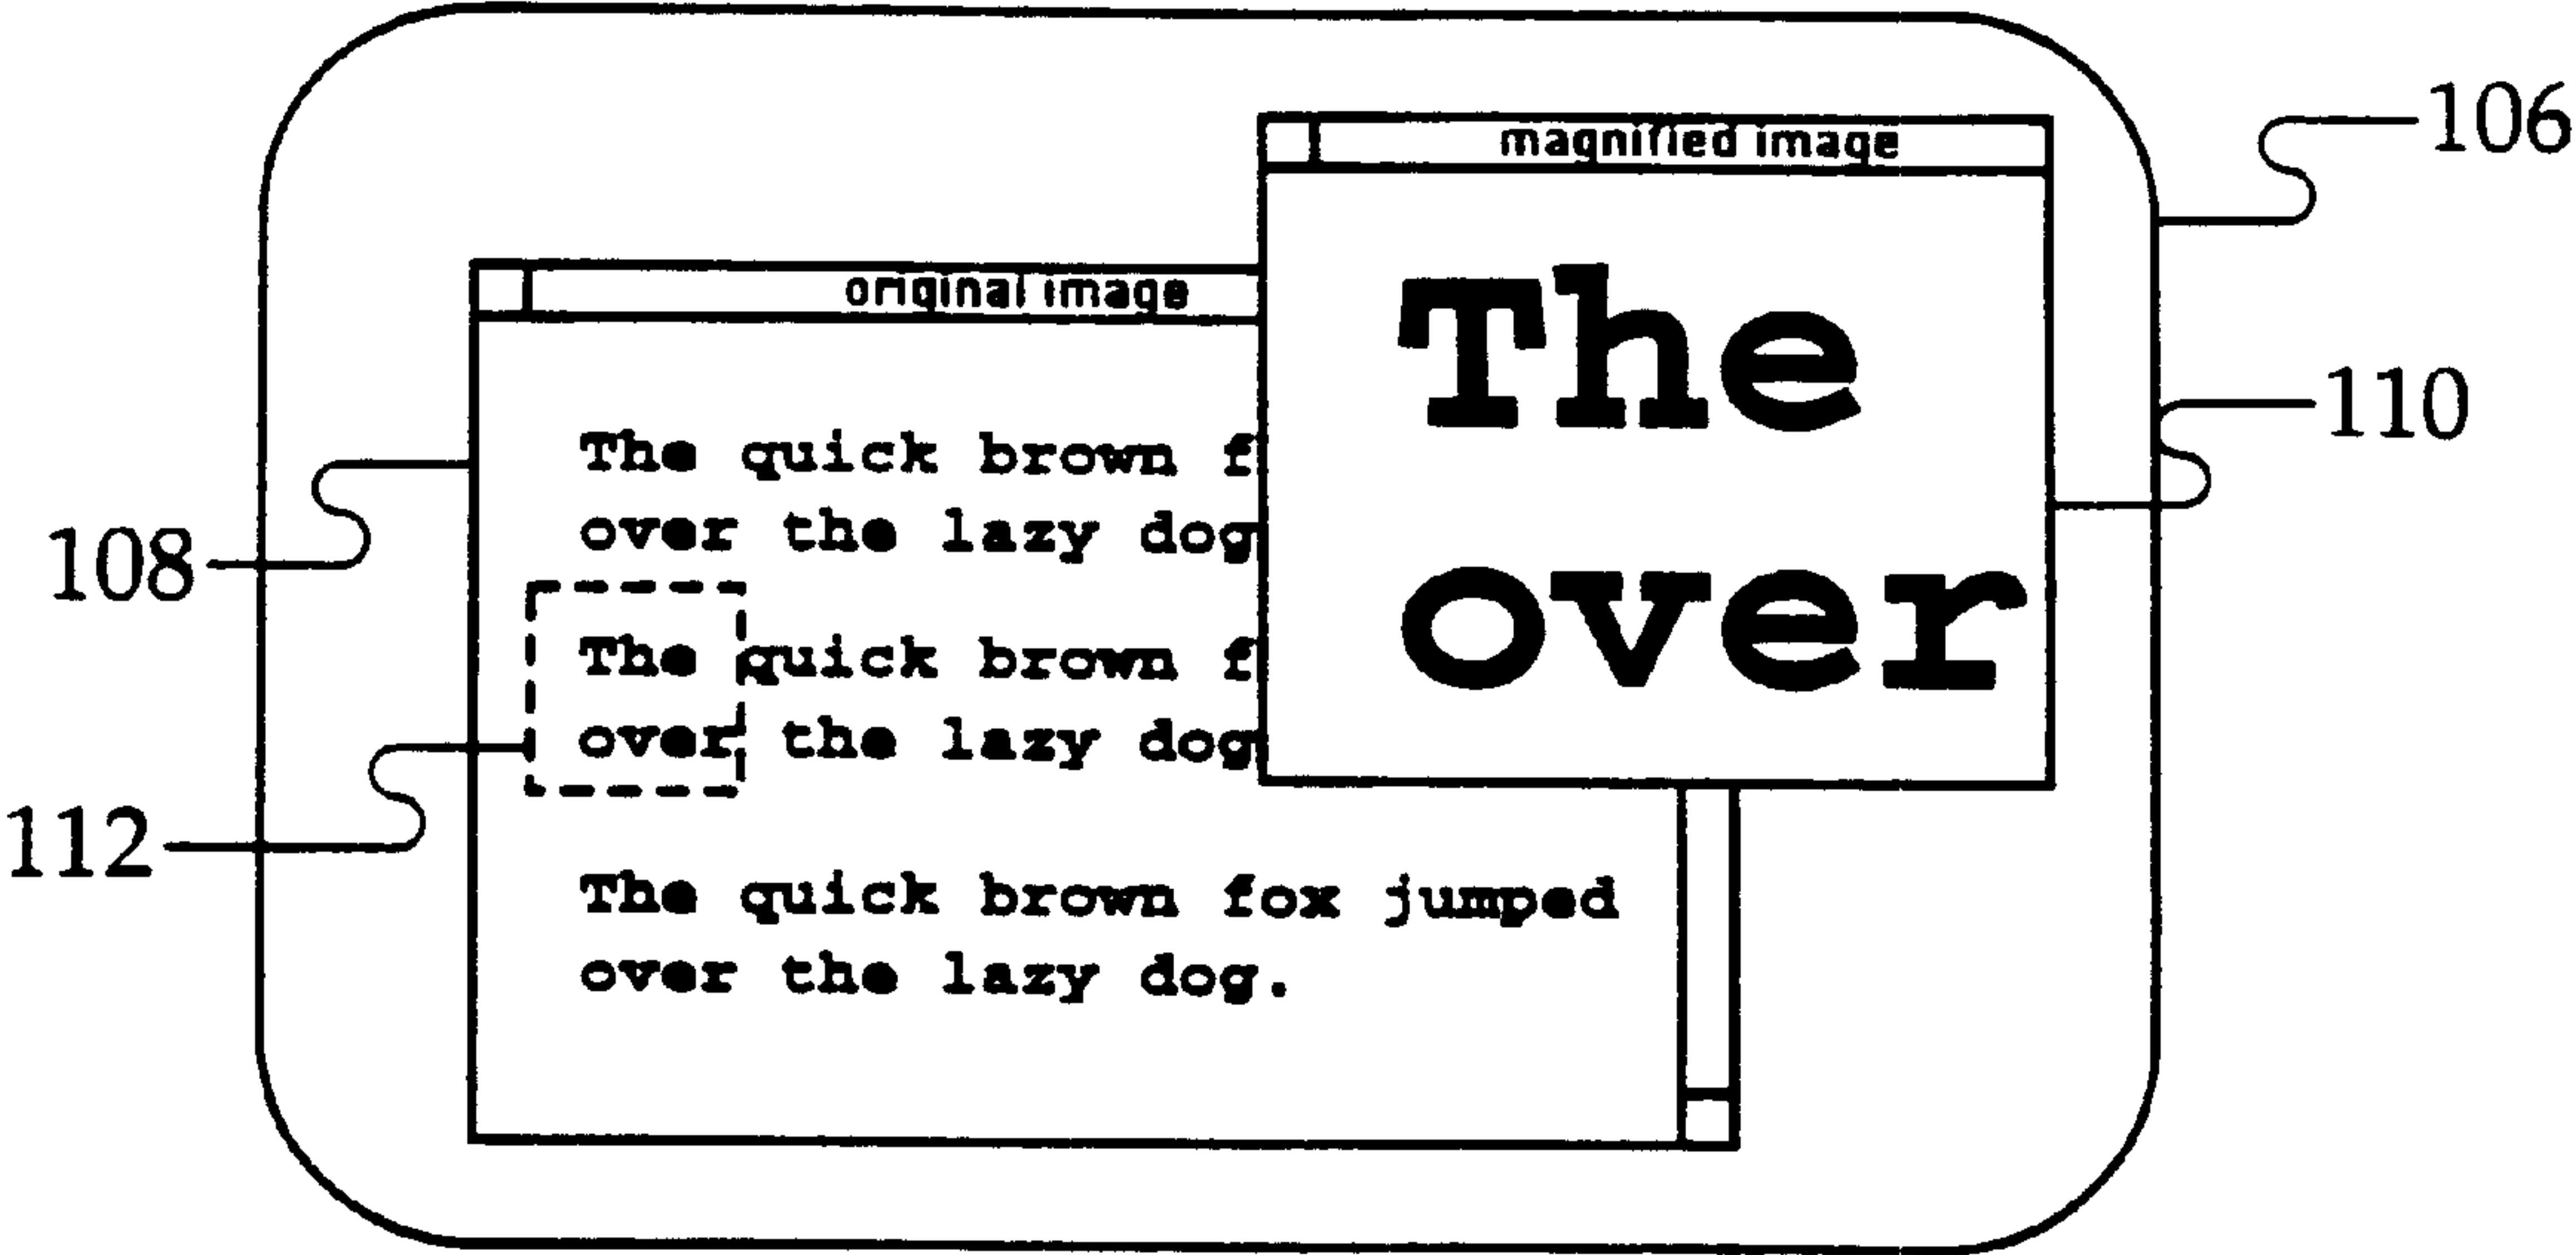 magnified image
106
The
over
110
original image
The quick brown f
over the lazy dog
108
The quick brown f
over the lazy dog
112
The quick brown fox jumped
over the lazy dog.